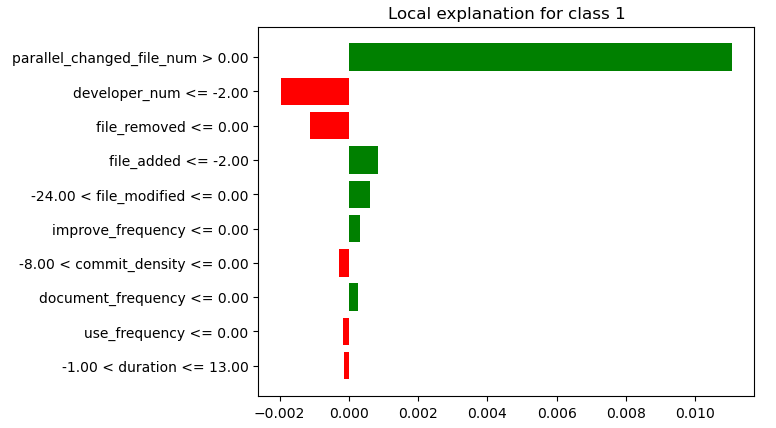 Local explanation for class 1
parallel_changed_file_num > 0.00
developer_num <= -2.00
file_removed <= 0.00
file_added <= -2.00
-24.00 < file_modified <= 0.00
improve_frequency <= 0.00
-8.00 < commit_density <= 0.00
document_frequency <= 0.00
use_frequency <= 0.00
-1.00 < duration <= 13.00
−0.002 0.000 0.002 0.004 0.006 0.008 0.010